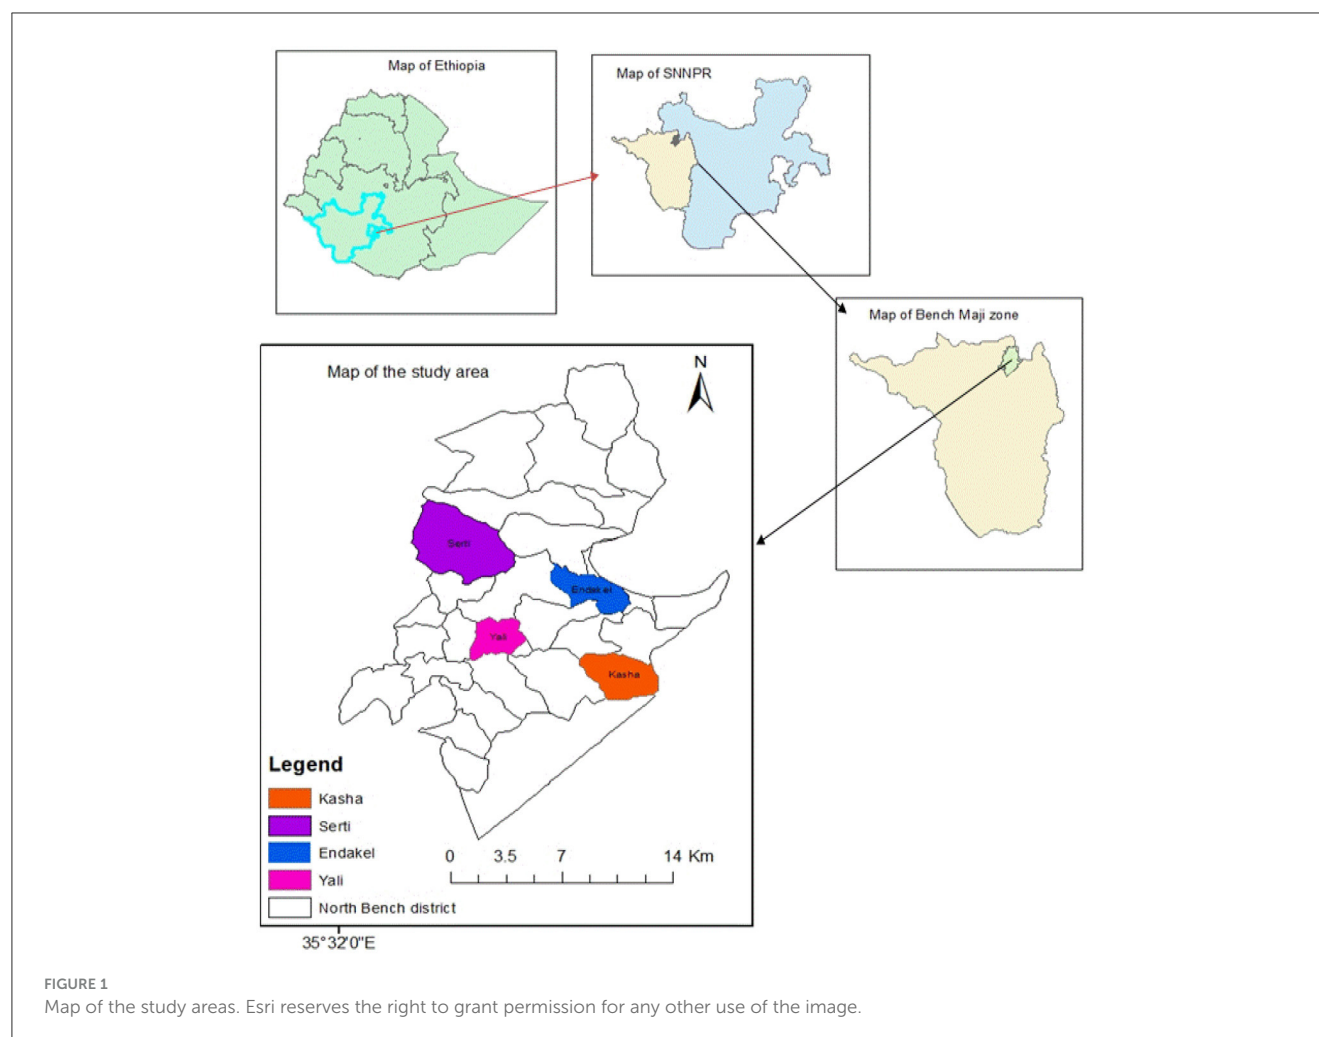 Map of Ethiopia
Map of SNNPR
Map of Bench Maji zone
Map of the study area
N
Serti
Endakel
Yali
Kasha
Legend
Kasha
Serti
Endakel
Yali
North Bench district
0 3.5 7 14 Km
35°32'0"E
FIGURE 1
Map of the study areas. Esri reserves the right to grant permission for any other use of the image.